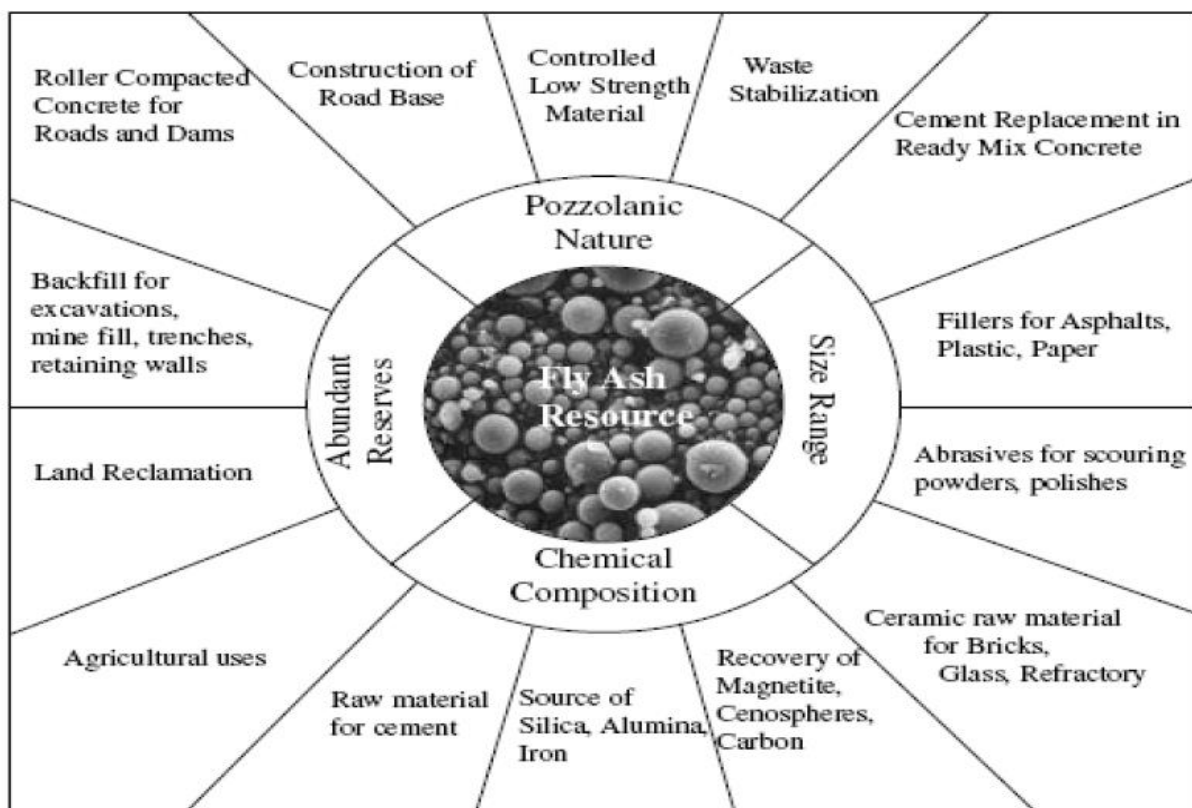 Roller Compacted
Concrete for
Roads and Dams
Construction of
Road Base
Controlled
Low Strength
Material
Waste
Stabilization
Cement Replacement in
Ready Mix Concrete
Pozzolanic
Nature
Backfill for
excavations,
mine fill, trenches,
retaining walls
Abundant
Reserves
Fly Ash
Resource
Size Range
Fillers for Asphalts,
Plastic, Paper
Land Reclamation
Abrasives for scouring
powders, polishes
Chemical
Composition
Agricultural uses
Raw material
for cement
Source of
Silica, Alumina,
Iron
Recovery of
Magnetite,
Cenospheres,
Carbon
Ceramic raw material
for Bricks,
Glass, Refractory